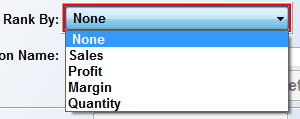 Rank By: None
None
on Name: Sales
Profit
Margin
Quantity